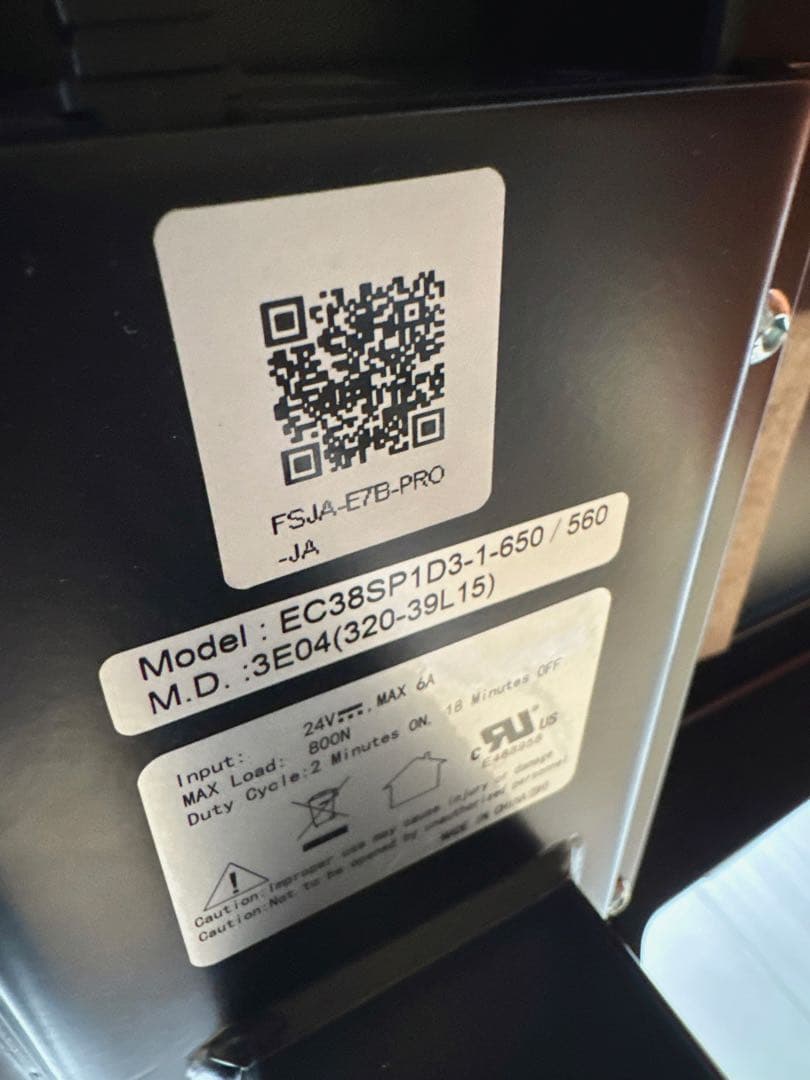 FSJA-E7B-PRO
-JA
Model : EC38SP1D3-1-650 / 560
M.D. :3E04(320-39L15)
Input: 24V⎓, MAX 6A
MAX Load: 800N
Duty Cycle:2 Minutes ON, 18 Minutes OFF
c RU US
Caution:Improper use may cause injury or damage
Caution:Not to be opened by unauthorized personnel
MADE IN